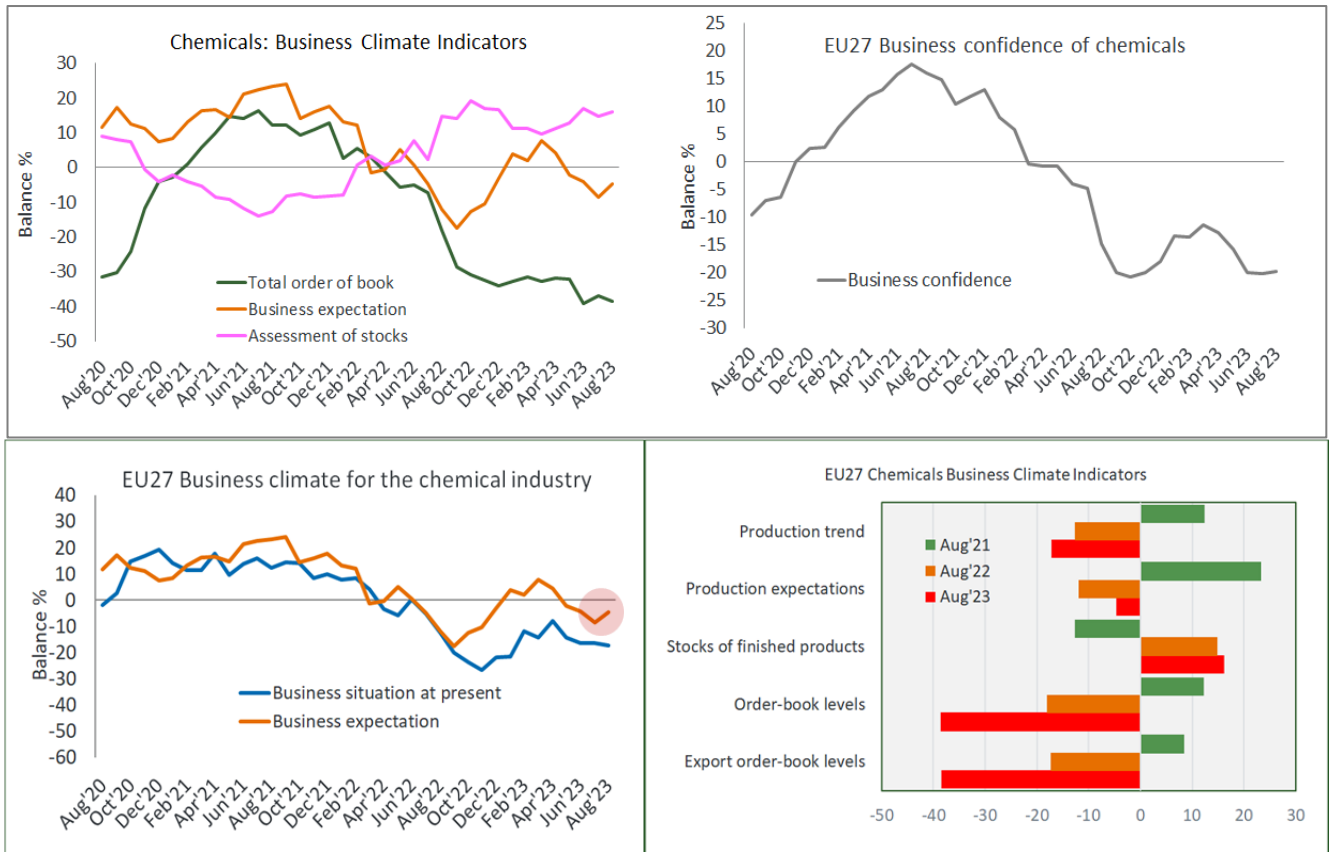 Chemicals: Business Climate Indicators
Balance %
30
20
10
0
-10
-20
-30
-40
-50
Total order of book
Business expectation
Assessment of stocks
Aug'20
Oct'20
Dec'20
Feb'21
Apr'21
Jun'21
Aug'21
Oct'21
Dec'21
Feb'22
Apr'22
Jun'22
Aug'22
Oct'22
Dec'22
Feb'23
Apr'23
Jun'23
Aug'23
EU27 Business confidence of chemicals
Balance %
25
20
15
10
5
0
-5
-10
-15
-20
-25
-30
Business confidence
Aug'20
Oct'20
Dec'20
Feb'21
Apr'21
Jun'21
Aug'21
Oct'21
Dec'21
Feb'22
Apr'22
Jun'22
Aug'22
Oct'22
Dec'22
Feb'23
Apr'23
Jun'23
Aug'23
EU27 Business climate for the chemical industry
Balance %
40
30
20
10
0
-10
-20
-30
-40
-50
-60
Business situation at present
Business expectation
Aug'20
Oct'20
Dec'20
Feb'21
Apr'21
Jun'21
Aug'21
Oct'21
Dec'21
Feb'22
Apr'22
Jun'22
Aug'22
Oct'22
Dec'22
Feb'23
Apr'23
Jun'23
Aug'23
EU27 Chemicals Business Climate Indicators
Production trend
Production expectations
Stocks of finished products
Order-book levels
Export order-book levels
Aug'21
Aug'22
Aug'23
-50 -40 -30 -20 -10 0 10 20 30